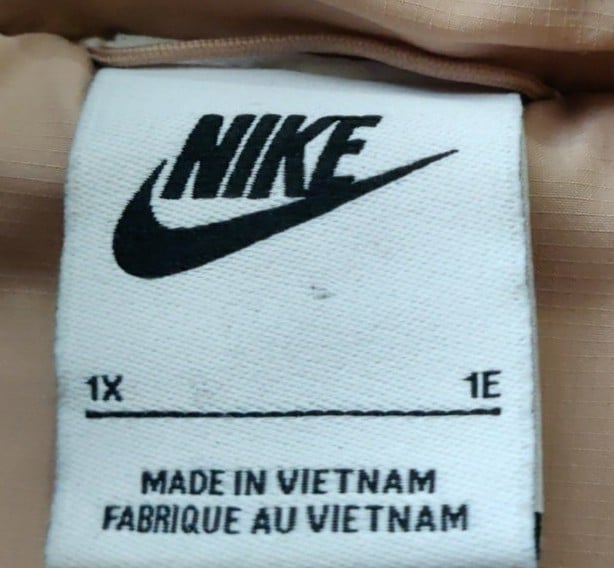 NIKE
1X 1E
MADE IN VIETNAM
FABRIQUE AU VIETNAM